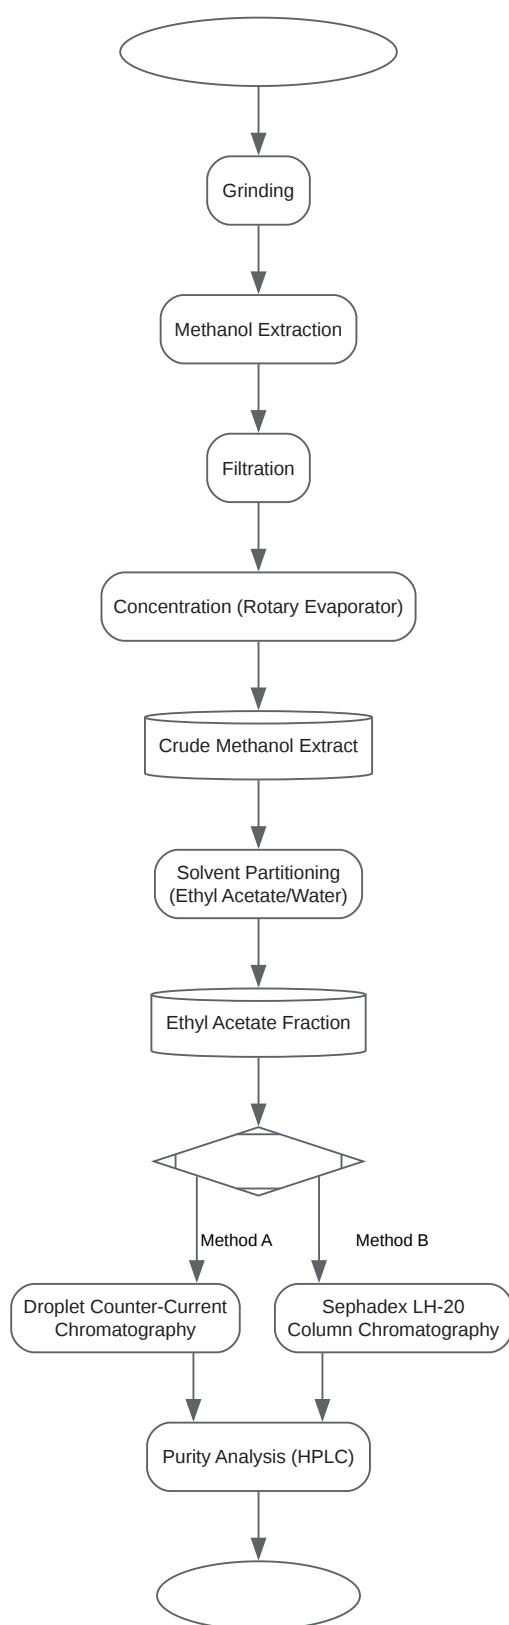 Grinding
Methanol Extraction
Filtration
Concentration (Rotary Evaporator)
Crude Methanol Extract
Solvent Partitioning
(Ethyl Acetate/Water)
Ethyl Acetate Fraction
Method A
Method B
Droplet Counter-Current
Chromatography
Sephadex LH-20
Column Chromatography
Purity Analysis (HPLC)